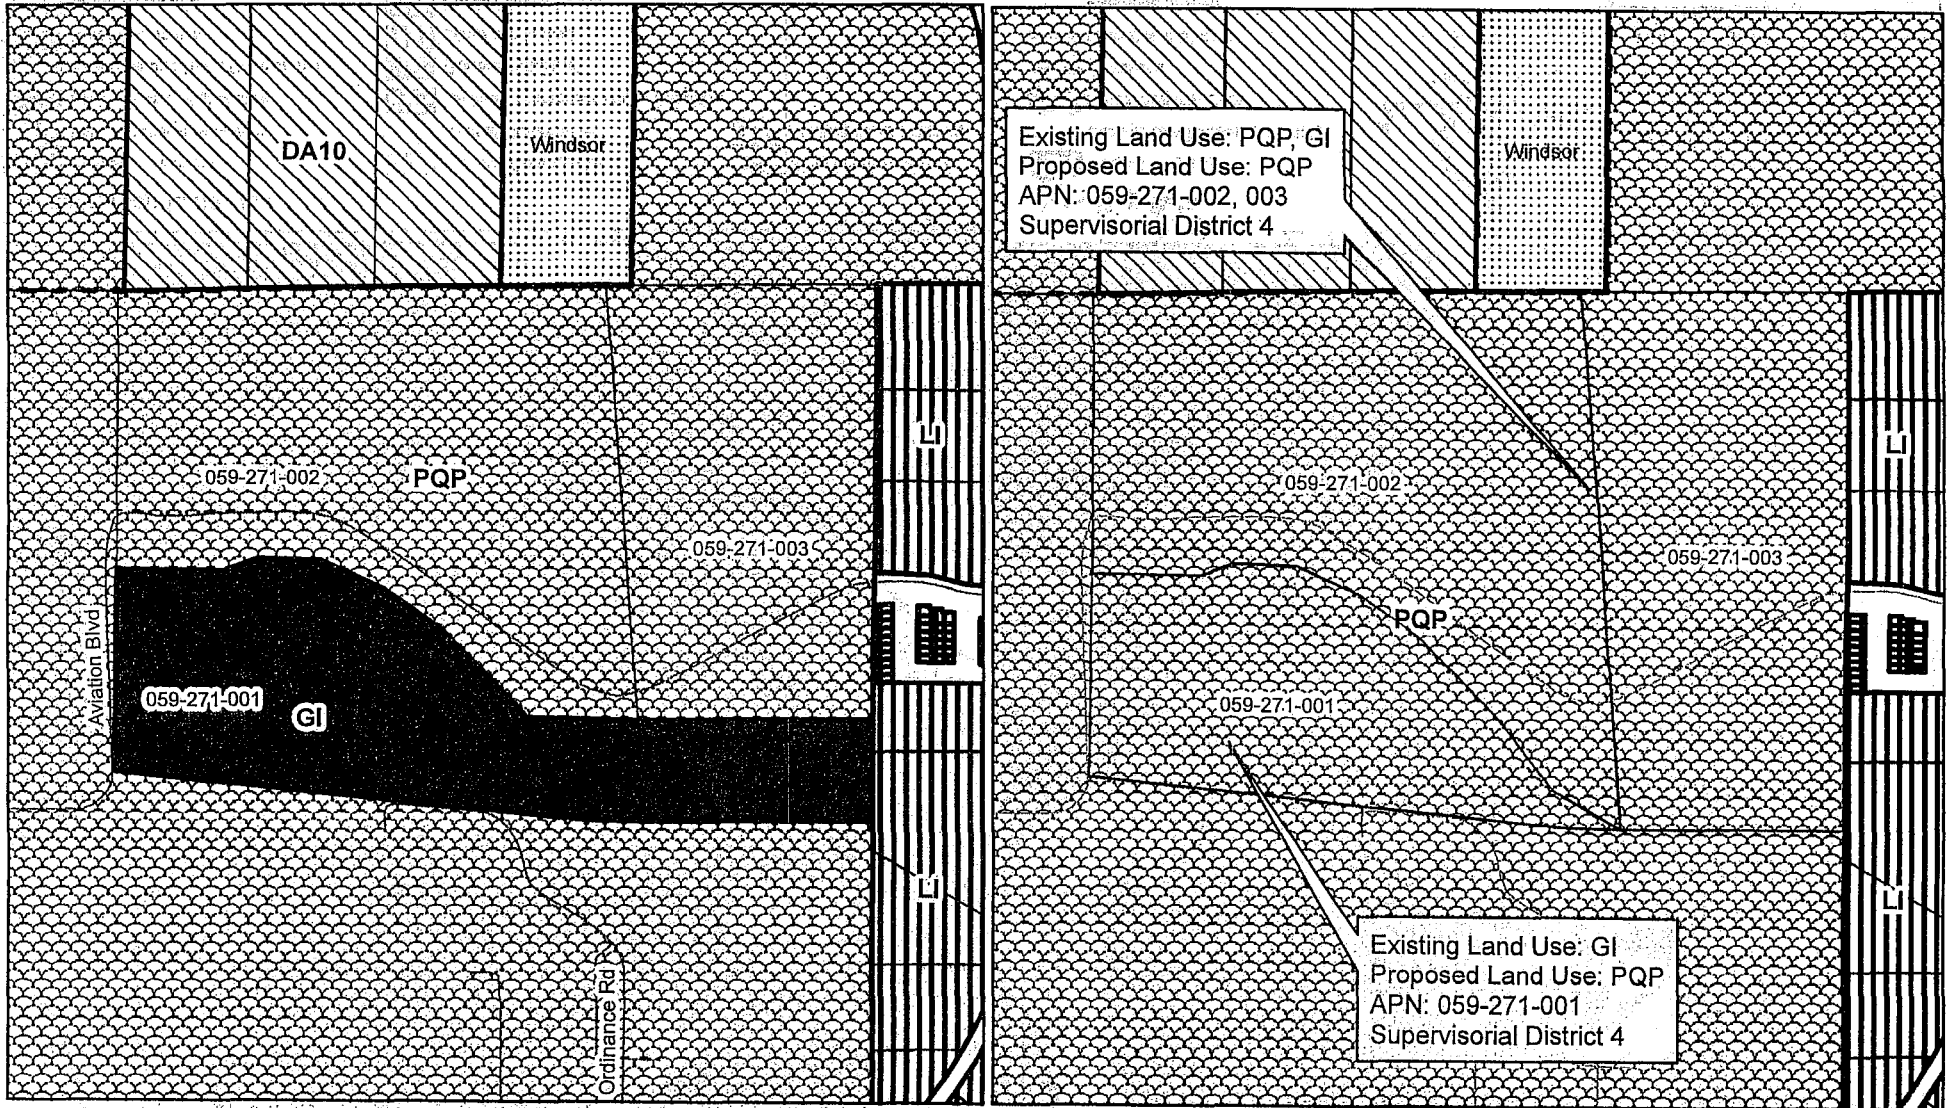 DA10
Windsor
LI
059-271-002
PQP
059-271-003
Aviation Blvd
059-271-001
GI
LI
Ordinance Rd
Existing Land Use: PQP, GI
Proposed Land Use: PQP
APN: 059-271-002, 003
Supervisorial District 4
Windsor
LI
059-271-002
059-271-003
PQP
059-271-001
LI
Existing Land Use: GI
Proposed Land Use: PQP
APN: 059-271-001
Supervisorial District 4